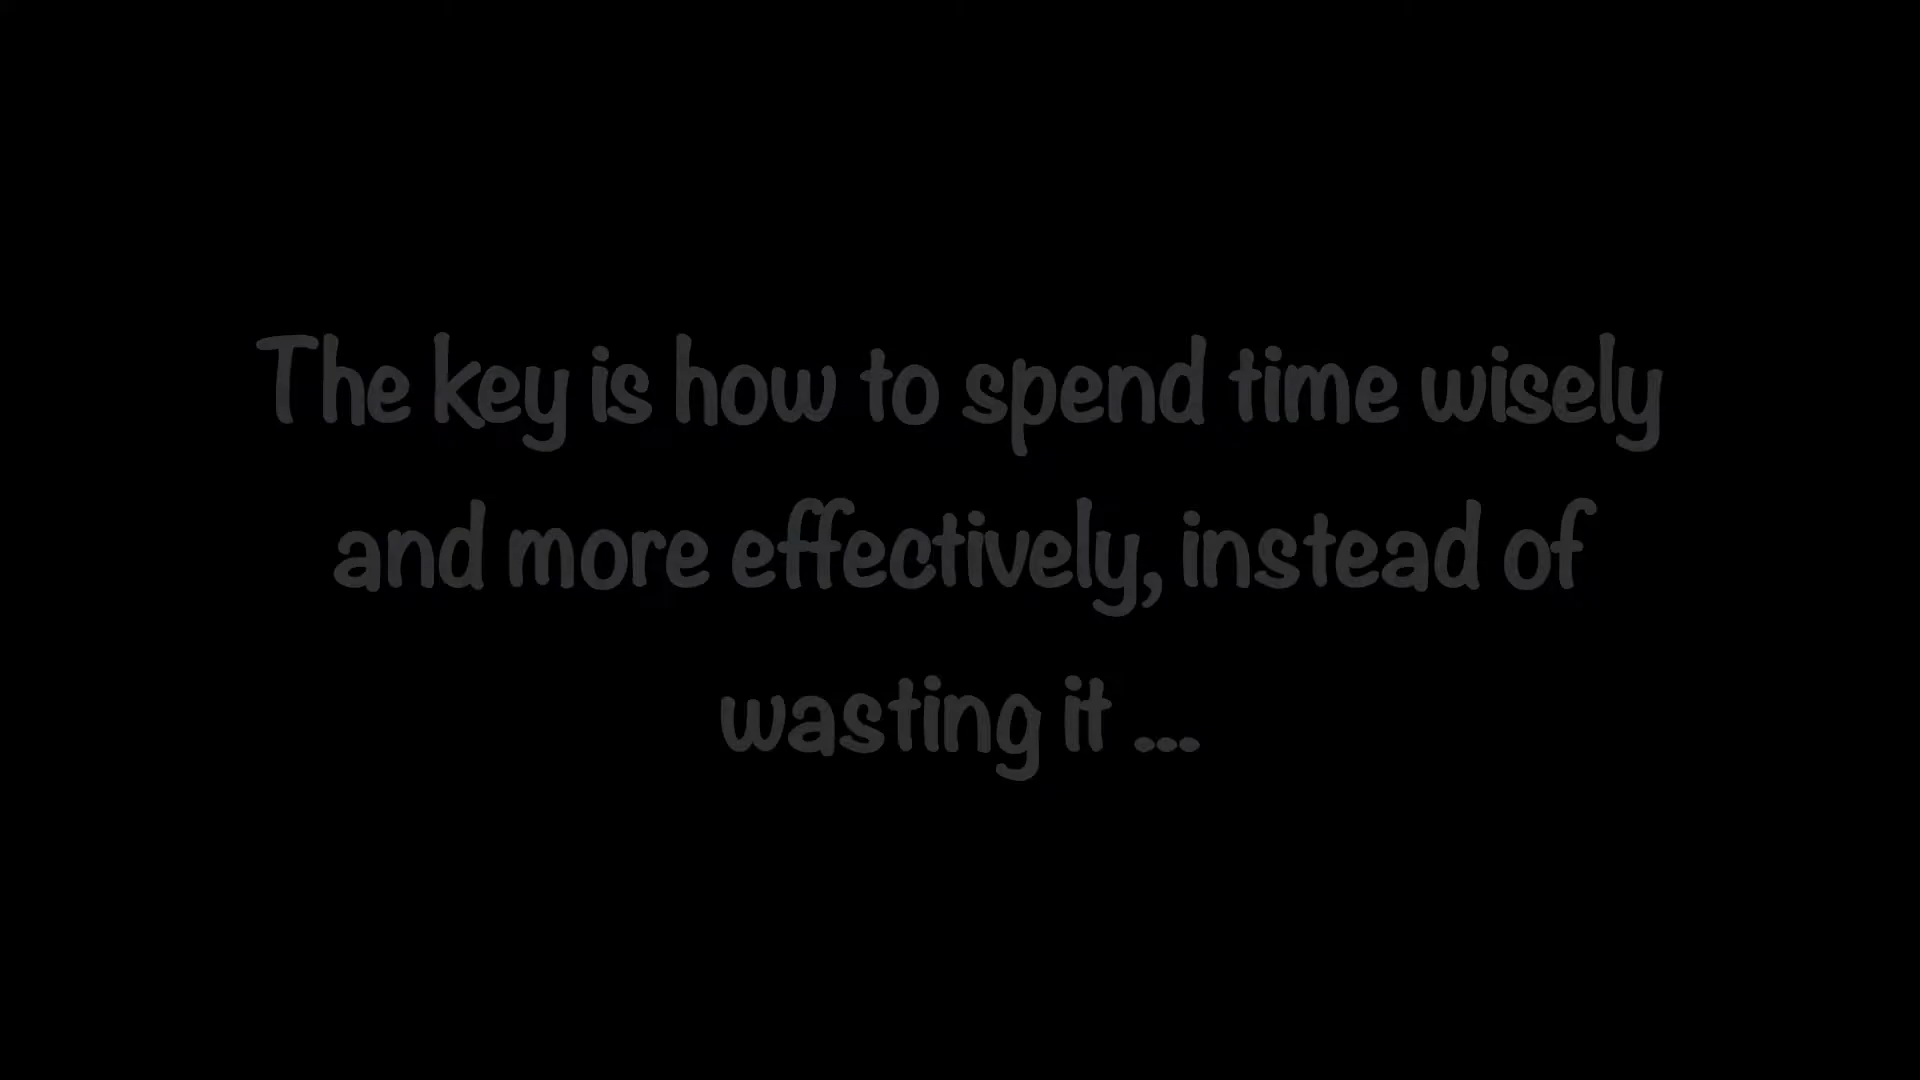 The key is how to spend time wisely
and more effectively, instead of
wasting it ...